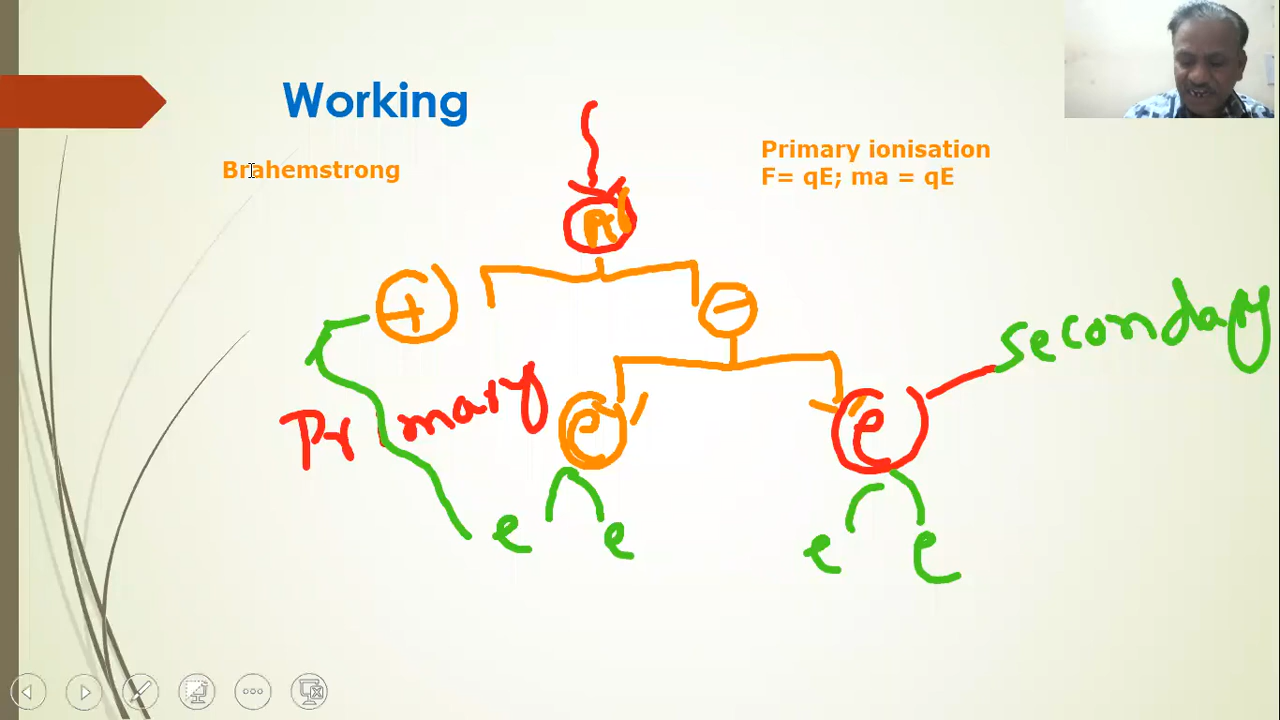 Working
Brahemstrong
Primary ionisation
F= qE; ma = qE
+
−
secondary
Primary
e
e
e
e
e
e